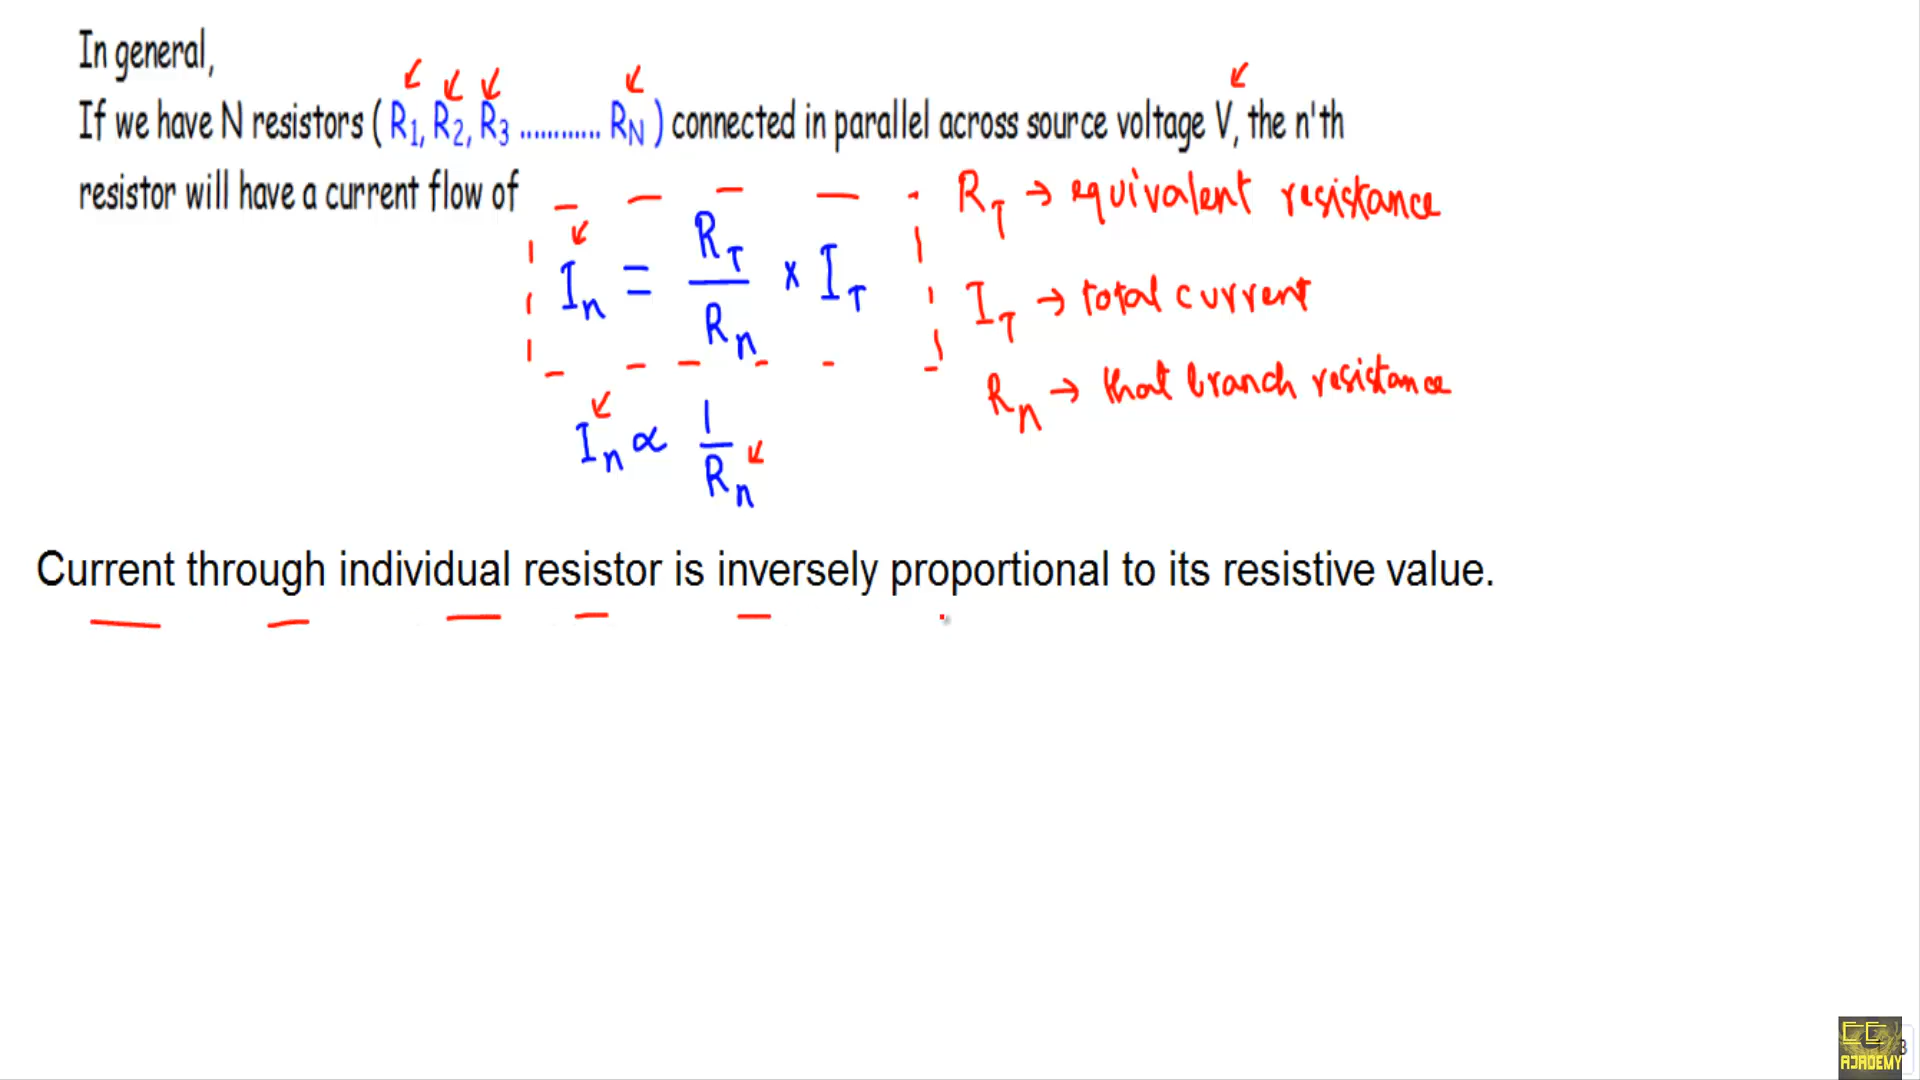 In general,
If we have N resistors ( R1, R2, R3 ............ RN ) connected in parallel across source voltage V, the n'th
resistor will have a current flow of
In = RT/Rn × IT
RT → equivalent resistance
IT → total current
Rn → that branch resistance
In ∝ 1/Rn
Current through individual resistor is inversely proportional to its resistive value.
EE
ACADEMY